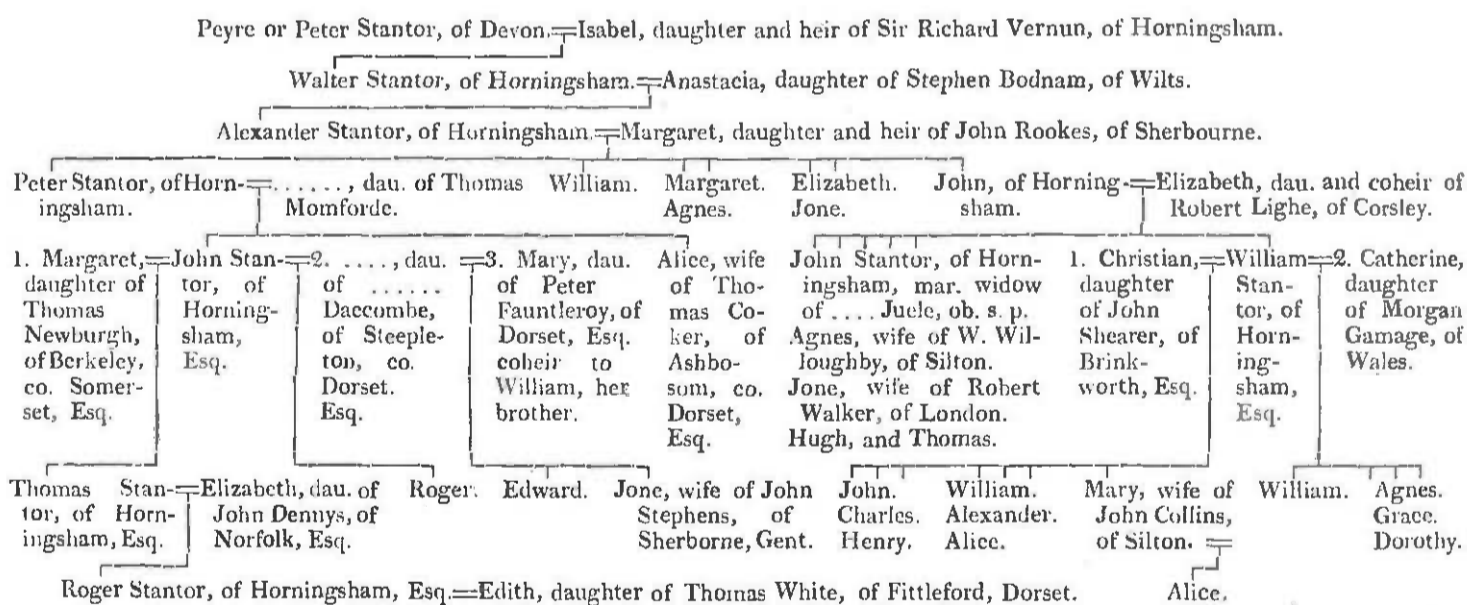 Peyre or Peter Stantor, of Devon.=Isabel, daughter and heir of Sir Richard Vernun, of Horningsham.
Walter Stantor, of Horningsham.=Anastacia, daughter of Stephen Bodnam, of Wilts.
Alexander Stantor, of Horningsham.=Margaret, daughter and heir of John Rookes, of Sherbourne.
Peter Stantor, of Horn-
ingsham.
=. . . . . ., dau. of Thomas
Momforde.
William.
Margaret.
Agnes.
Elizabeth.
Jone.
John, of Horning-
sham.
=Elizabeth, dau. and coheir of
Robert Lighe, of Corsley.
1. Margaret,
daughter of
Thomas
Newburgh,
of Berkeley,
co. Somer-
set, Esq.
=John Stan-
tor, of
Horning-
sham,
Esq.
=2. . . . ., dau.
of . . . . . .
Daccombe,
of Steeple-
ton, co.
Dorset.
Esq.
=3. Mary, dau.
of Peter
Fauntleroy, of
Dorset, Esq.
coheir to
William, her
brother.
Alice, wife
of Tho-
mas Co-
ker, of
Ashbo-
som, co.
Dorset,
Esq.
John Stantor, of Horn-
ingsham, mar. widow
of . . . . Juele, ob. s. p.
Agnes, wife of W. Wil-
loughby, of Silton.
Jone, wife of Robert
Walker, of London.
Hugh, and Thomas.
1. Christian,
daughter
of John
Shearer, of
Brink-
worth, Esq.
=William
Stan-
tor, of
Horn-
ing-
sham,
Esq.
=2. Catherine,
daughter
of Morgan
Gamage, of
Wales.
Thomas Stan-
tor, of Horn-
ingsham, Esq.
=Elizabeth, dau. of
John Dennys, of
Norfolk, Esq.
Roger.
Edward.
Jone, wife of John
Stephens, of
Sherborne, Gent.
John.
Charles.
Henry.
William.
Alexander.
Alice.
Mary, wife of
John Collins,
of Silton. =
William.
Agnes.
Grace.
Dorothy.
Roger Stantor, of Horningsham, Esq.=Edith, daughter of Thomas White, of Fittleford, Dorset.
Alice.